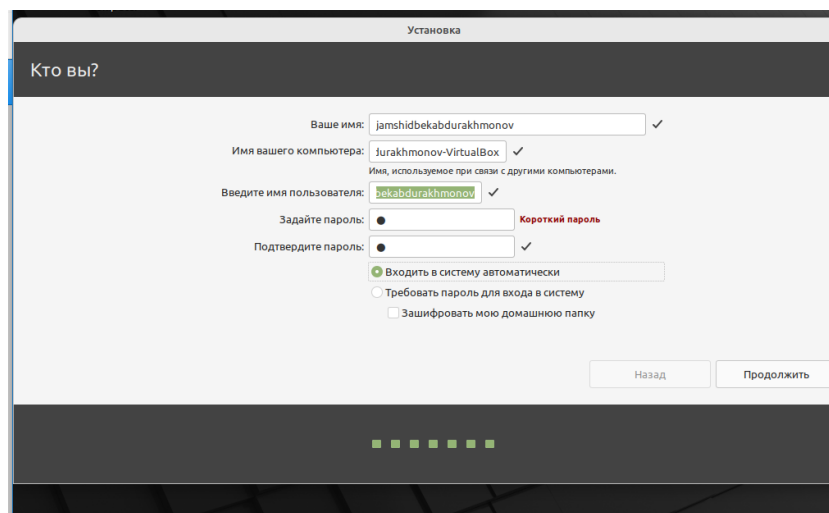 Установка
Кто вы?
Ваше имя: jamshidbekabdurakhmonov
Имя вашего компьютера: durakhmonov-VirtualBox
Имя, используемое при связи с другими компьютерами.
Введите имя пользователя: bekabdurakhmonov
Задайте пароль: ● Короткий пароль
Подтвердите пароль: ●
Входить в систему автоматически
Требовать пароль для входа в систему
Зашифровать мою домашнюю папку
Назад Продолжить